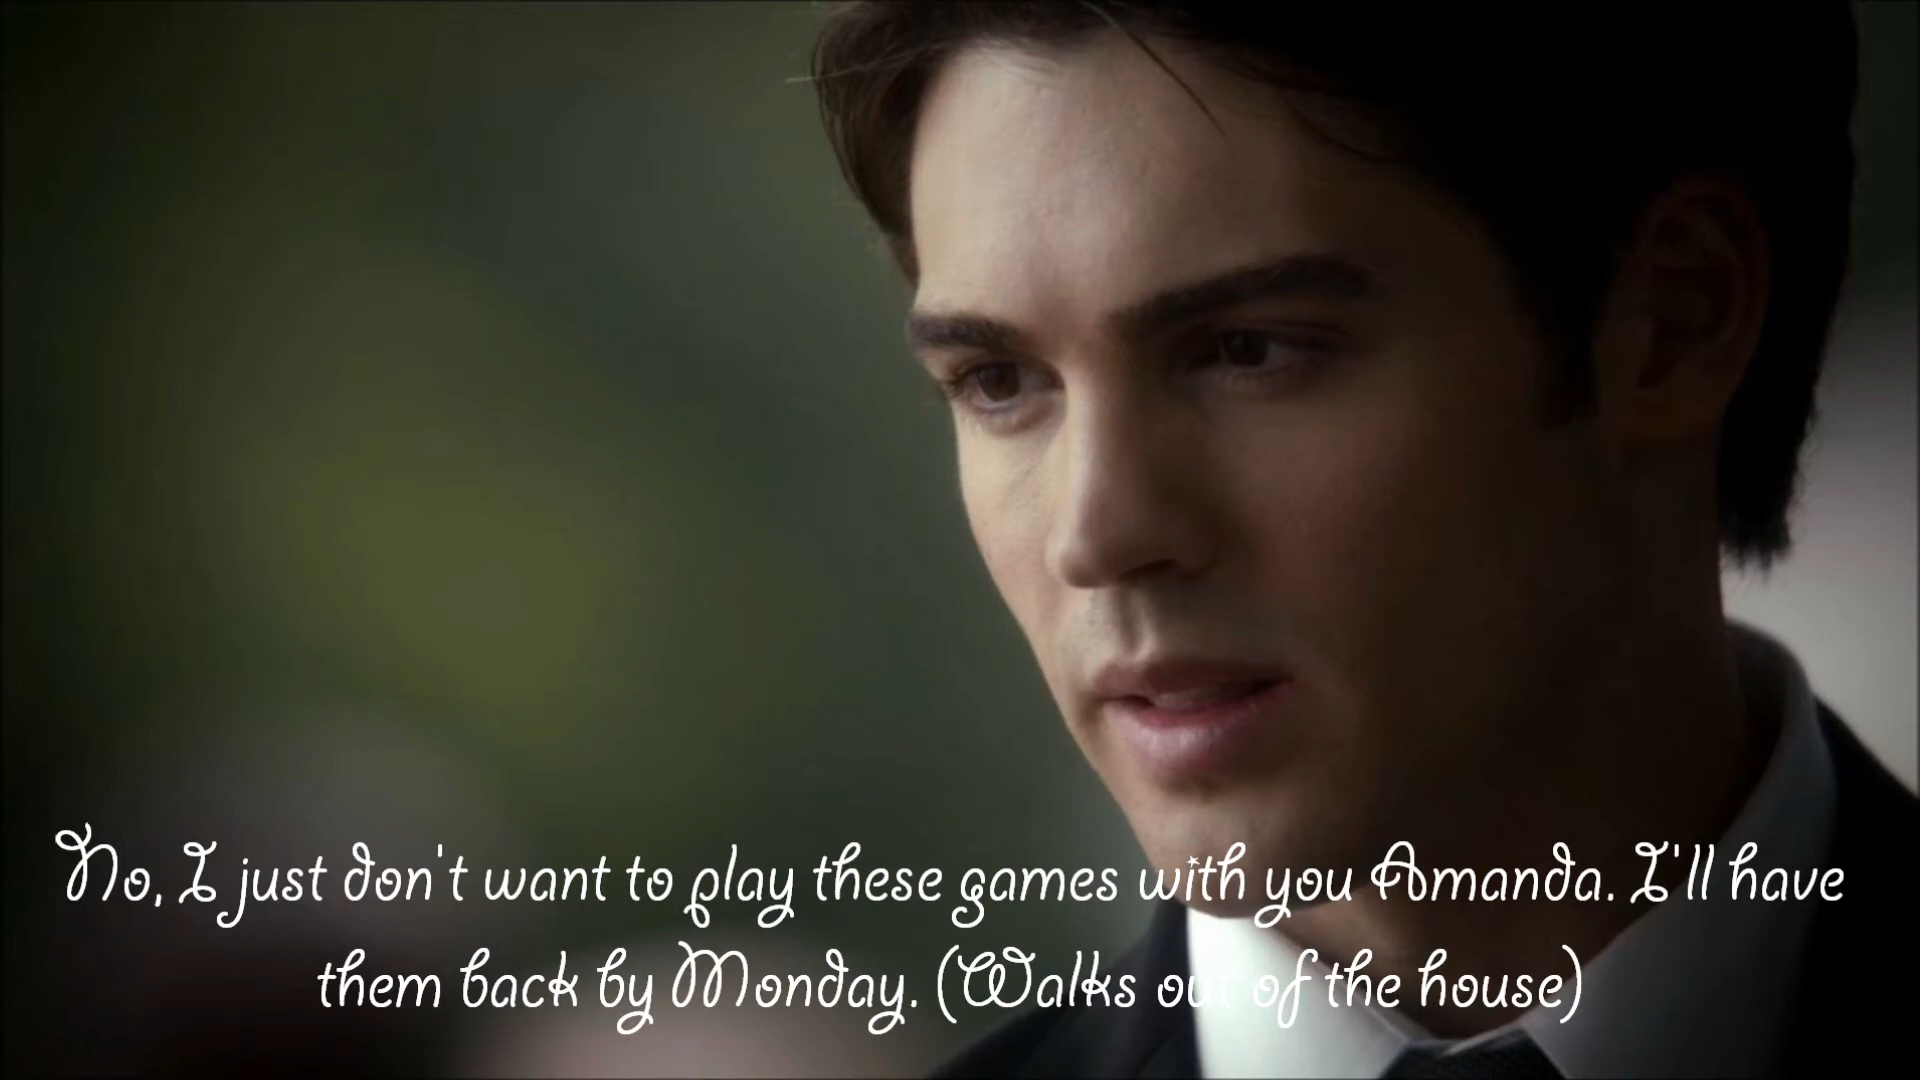 No, I just don't want to play these games with you Amanda. I'll have
them back by Monday. (Walks out of the house)